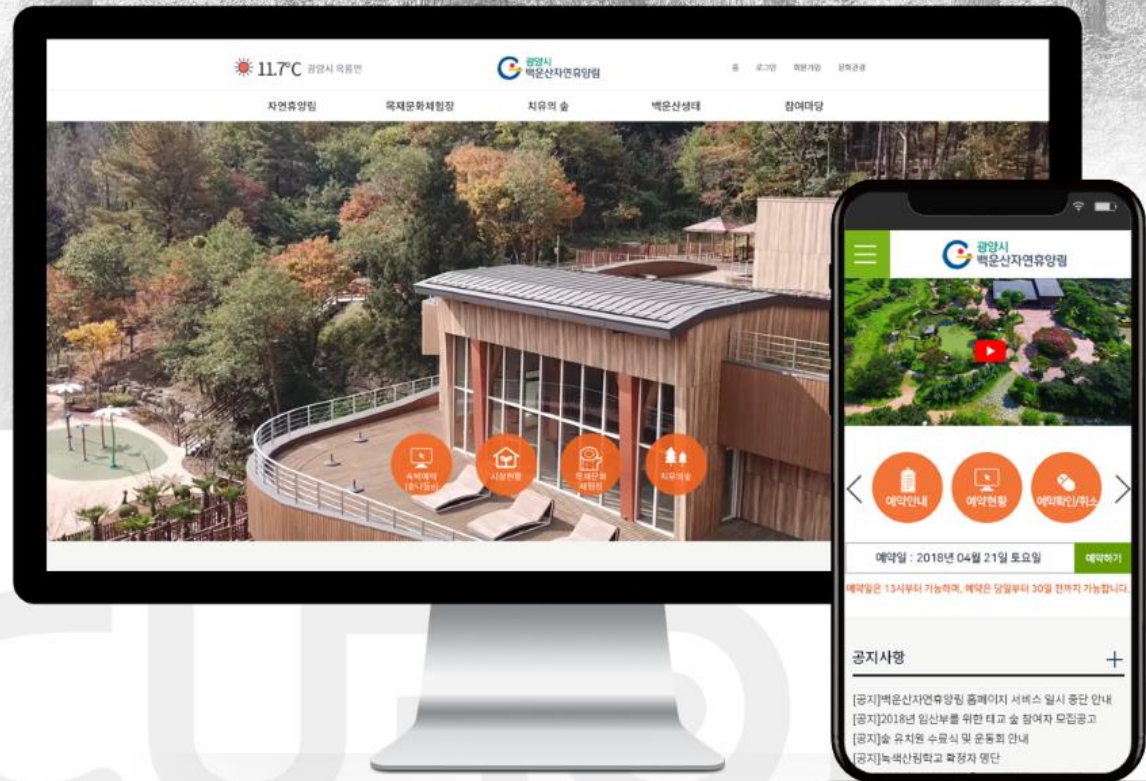 11.7°C 광양시 옥룡면
광양시
백운산자연휴양림
홈 로그인 회원가입 문화관광
자연휴양림 목재문화체험장 치유의 숲 백운산생태 참여마당
숙박예약
(숲나들e)
시설현황
목재문화
체험장
치유의숲
광양시
백운산자연휴양림
예약안내
예약현황
예약확인/취소
예약일 : 2018년 04월 21일 토요일
예약하기
예약일은 13시부터 가능하며, 예약은 당일부터 30일 전까지 가능합니다.
공지사항
[공지]백운산자연휴양림 홈페이지 서비스 일시 중단 안내
[공지]2018년 임산부를 위한 태교 숲 참여자 모집공고
[공지]숲 유치원 수료식 및 운동회 안내
[공지]녹색산림학교 확정자 명단